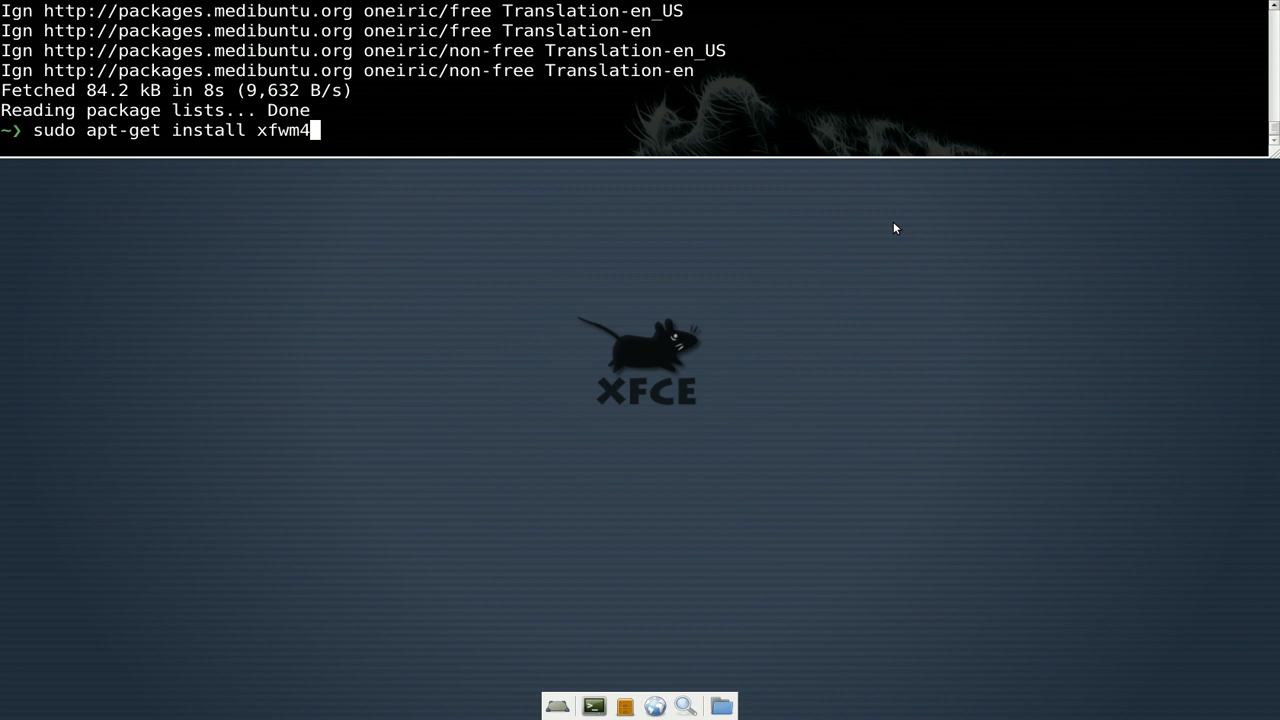 Ign http://packages.medibuntu.org oneiric/free Translation-en_US
Ign http://packages.medibuntu.org oneiric/free Translation-en
Ign http://packages.medibuntu.org oneiric/non-free Translation-en_US
Ign http://packages.medibuntu.org oneiric/non-free Translation-en
Fetched 84.2 kB in 8s (9,632 B/s)
Reading package lists... Done
~❯ sudo apt-get install xfwm4
XFCE